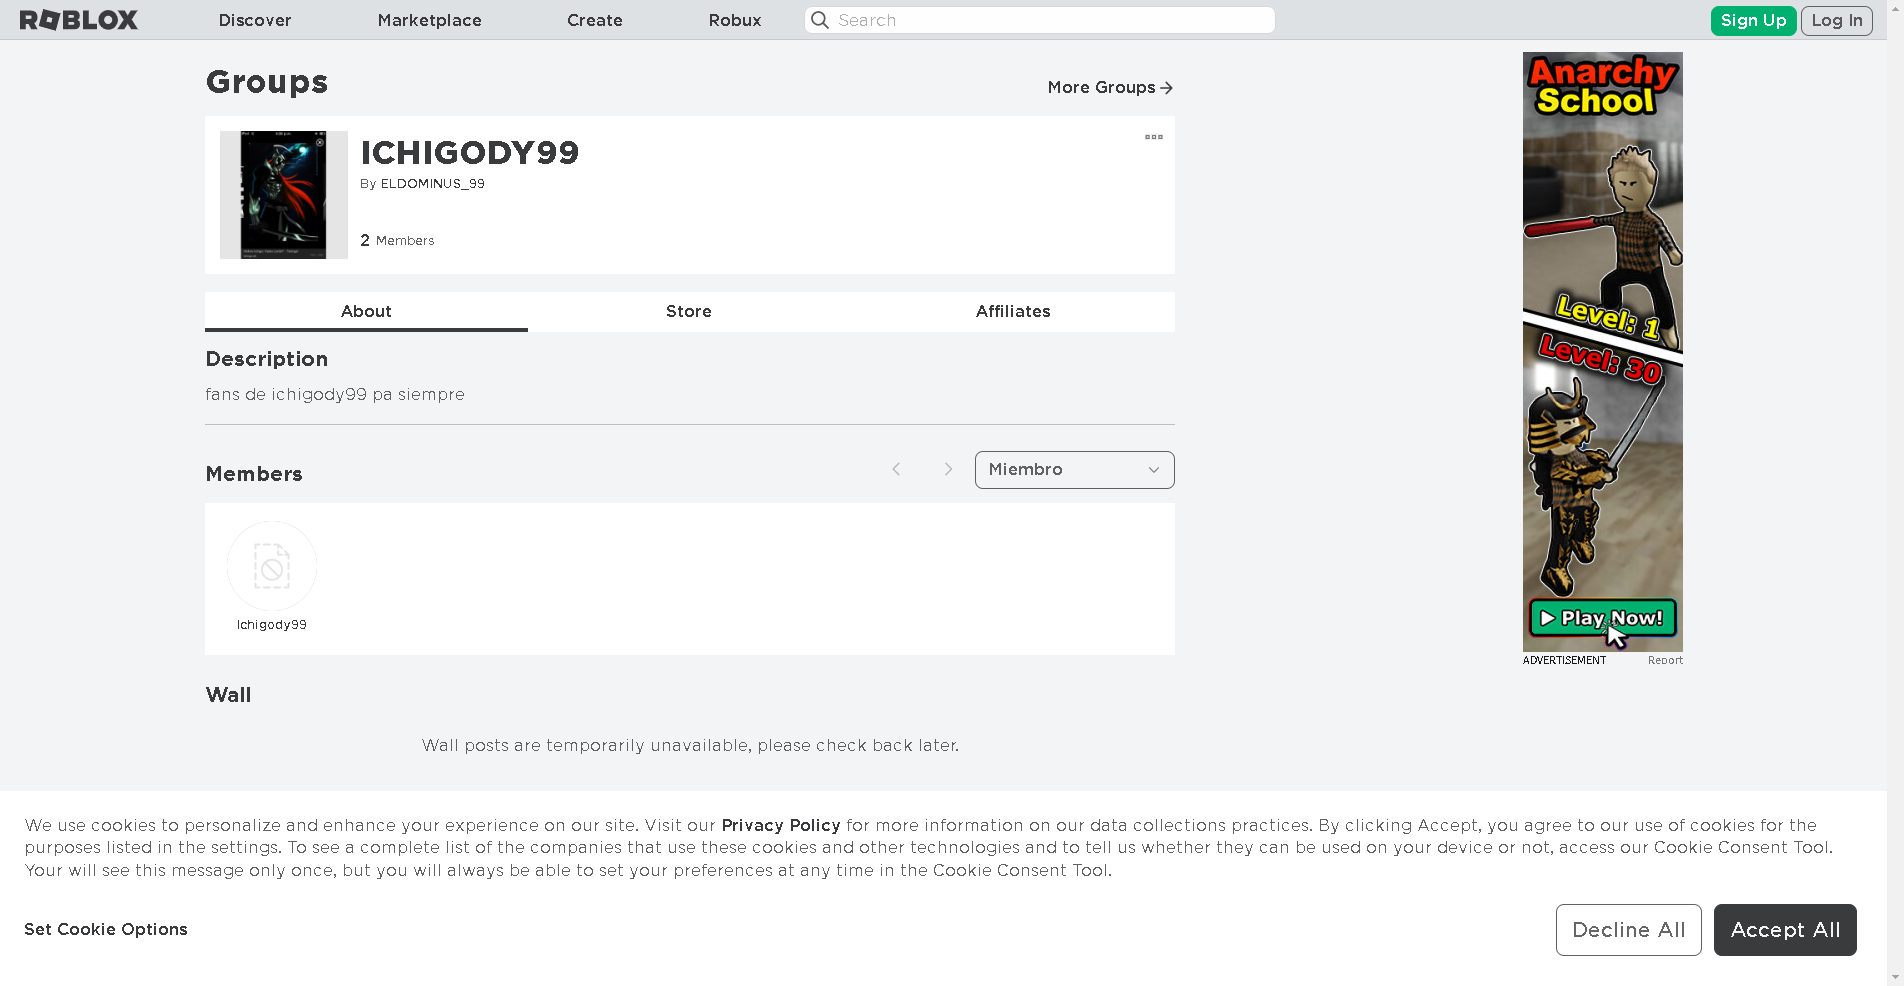 ROBLOX
Discover
Marketplace
Create
Robux
Search
Sign Up
Log In
Groups
More Groups
ICHIGODY99
By ELDOMINUS_99
2 Members
About
Store
Affiliates
Description
fans de ichigody99 pa siempre
Members
Miembro
Ichigody99
Wall
Wall posts are temporarily unavailable, please check back later.
Anarchy
School
Level: 1
Level: 30
Play Now!
ADVERTISEMENT
Report
We use cookies to personalize and enhance your experience on our site. Visit our Privacy Policy for more information on our data collections practices. By clicking Accept, you agree to our use of cookies for the
purposes listed in the settings. To see a complete list of the companies that use these cookies and other technologies and to tell us whether they can be used on your device or not, access our Cookie Consent Tool.
Your will see this message only once, but you will always be able to set your preferences at any time in the Cookie Consent Tool.
Set Cookie Options
Decline All
Accept All